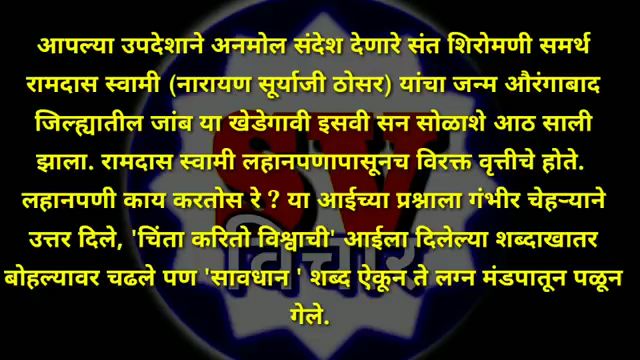 आपल्या उपदेशाने अनमोल संदेश देणारे संत शिरोमणी समर्थ
रामदास स्वामी (नारायण सूर्याजी ठोसर) यांचा जन्म औरंगाबाद
जिल्ह्यातील जांब या खेडेगावी इसवी सन सोळाशे आठ साली
झाला. रामदास स्वामी लहानपणापासूनच विरक्त वृत्तीचे होते.
लहानपणी काय करतोस रे ? या आईच्या प्रश्नाला गंभीर चेहऱ्याने
उत्तर दिले, 'चिंता करितो विश्वाची' आईला दिलेल्या शब्दाखातर
बोहल्यावर चढले पण 'सावधान ' शब्द ऐकून ते लग्न मंडपातून पळून
गेले.
SV
विचार